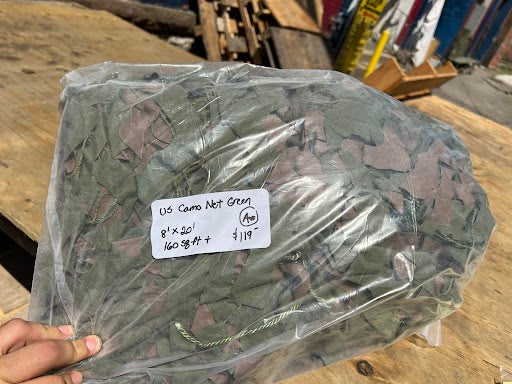 US Camo Net Green
8' x 20'
160 sq ft +
$119-